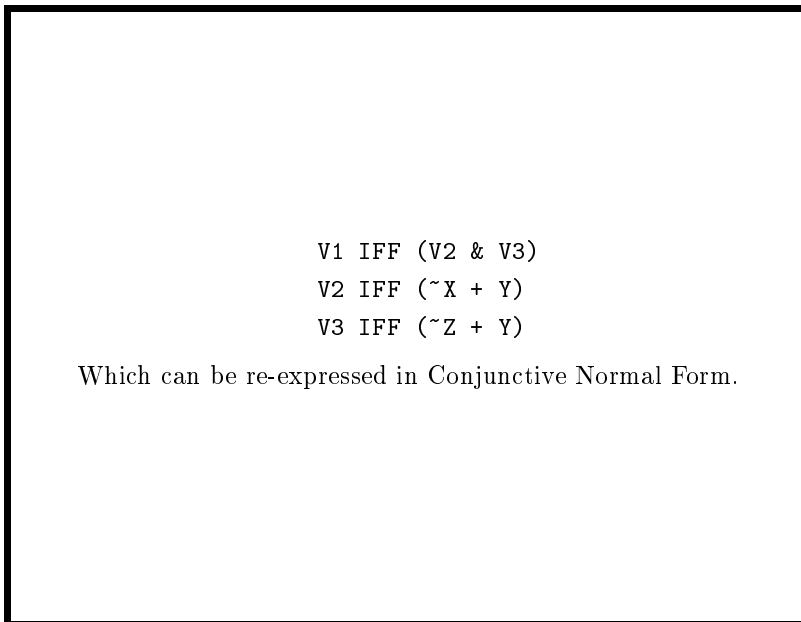 V1 IFF (V2 & V3)
V2 IFF (~X + Y)
V3 IFF (~Z + Y)
Which can be re-expressed in Conjunctive Normal Form.